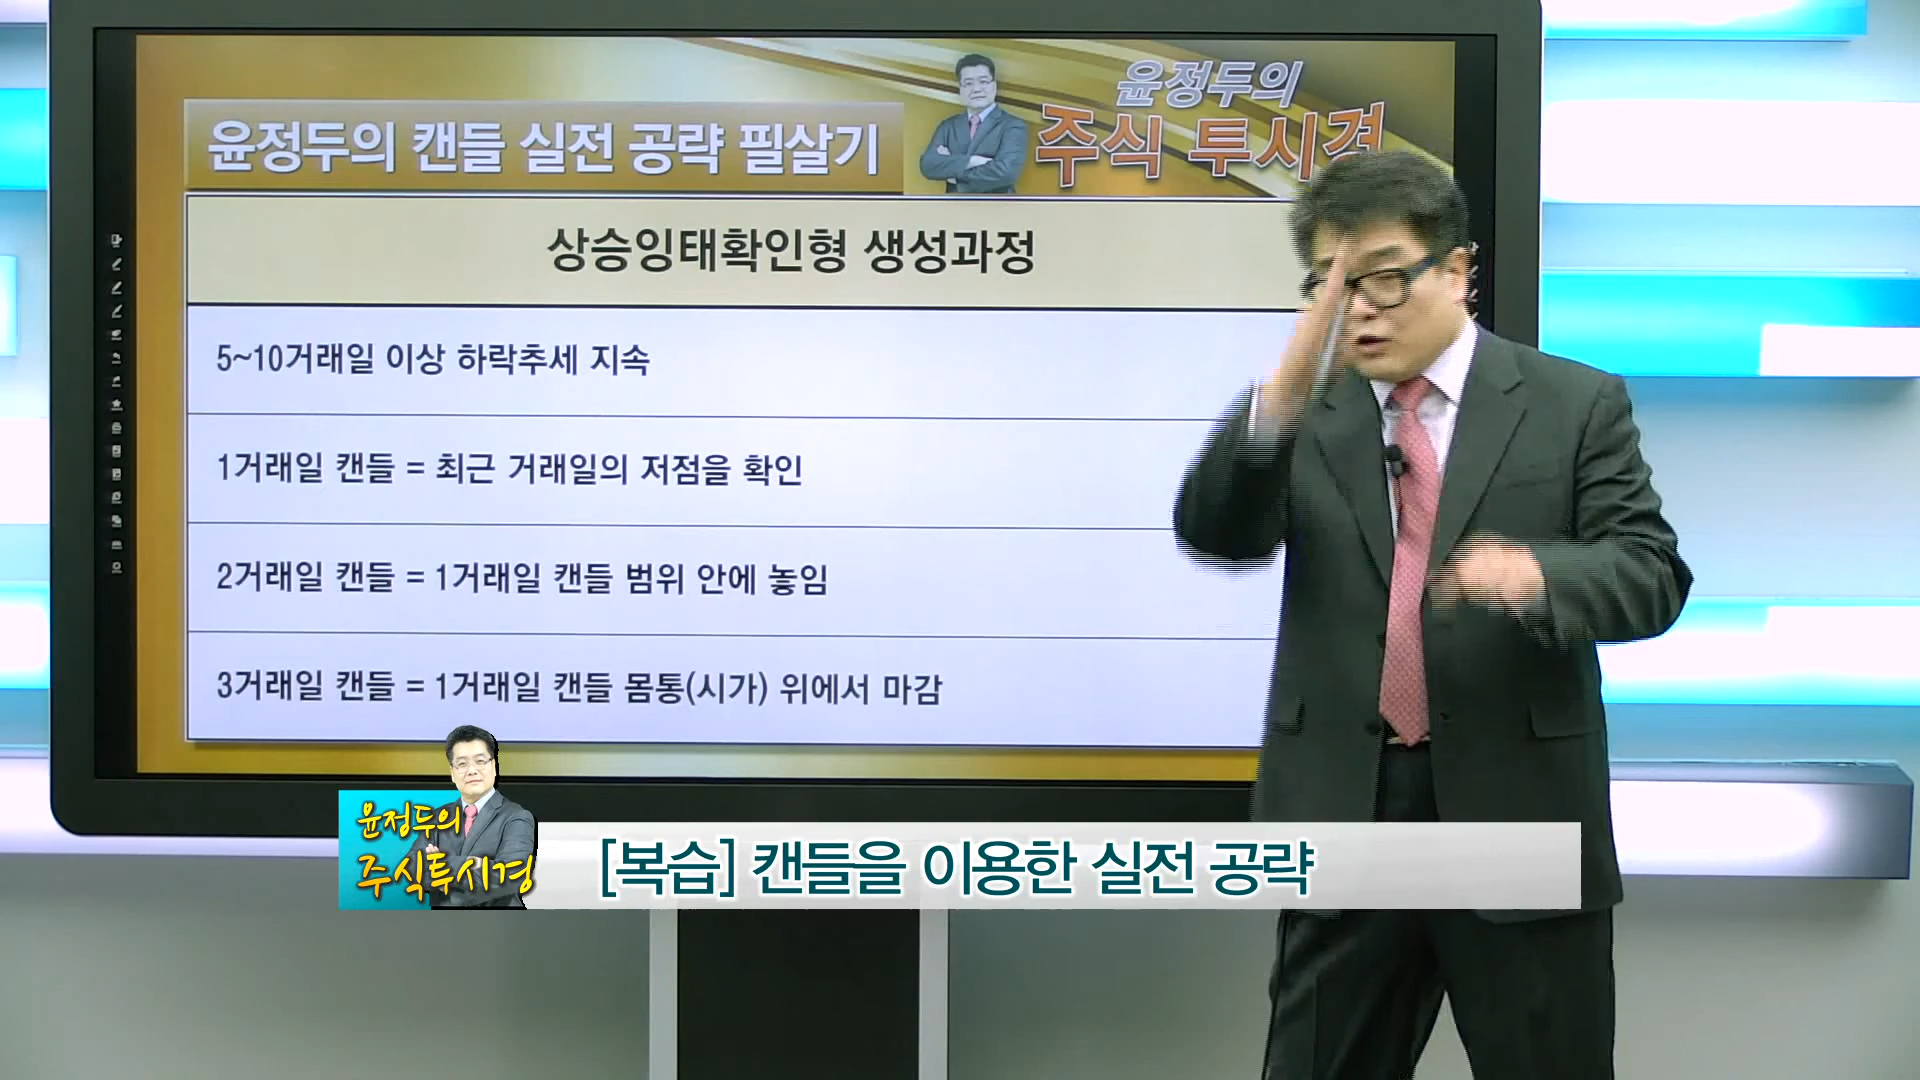 윤정두의
주식 투시경
윤정두의 캔들 실전 공략 필살기
상승잉태확인형 생성과정
5~10거래일 이상 하락추세 지속
1거래일 캔들 = 최근 거래일의 저점을 확인
2거래일 캔들 = 1거래일 캔들 범위 안에 놓임
3거래일 캔들 = 1거래일 캔들 몸통(시가) 위에서 마감
윤정두의
주식투시경
[복습] 캔들을 이용한 실전 공략